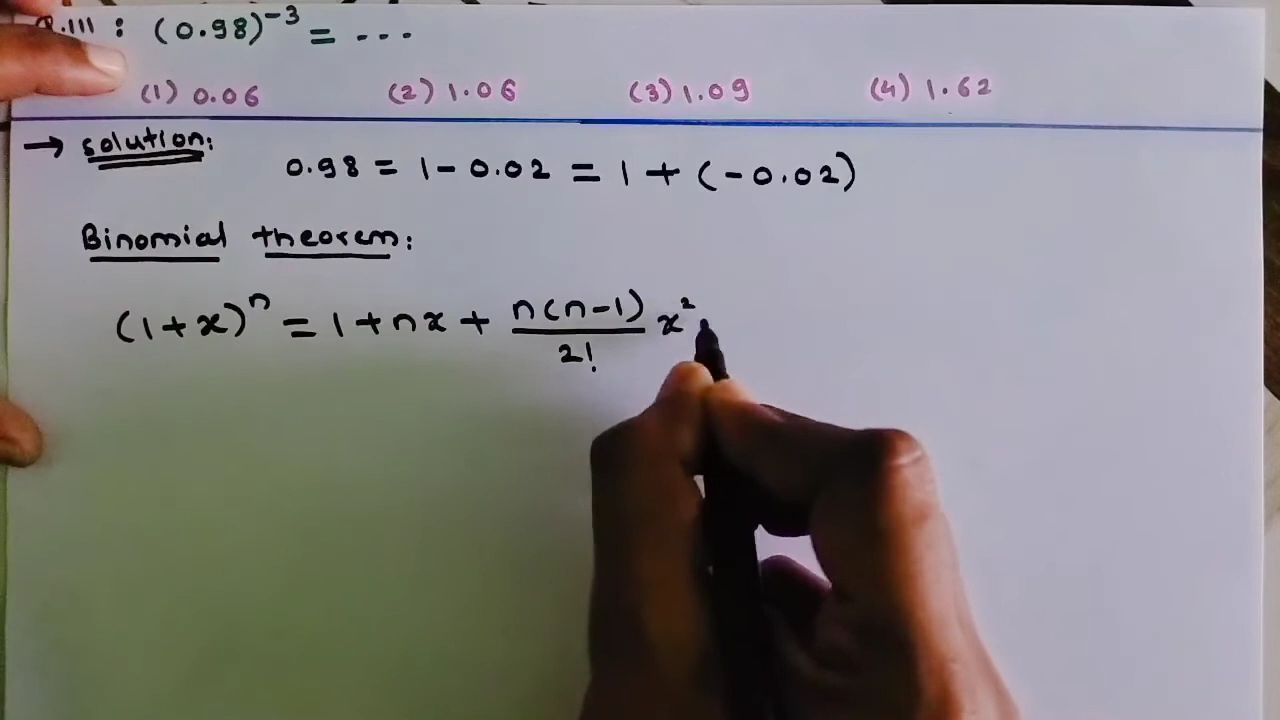 Q.111 : (0.98)⁻³ = ...
(1) 0.06 (2) 1.06 (3) 1.09 (4) 1.62
→ solution:
0.98 = 1 - 0.02 = 1 + (-0.02)
Binomial theorem:
(1+x)ⁿ = 1 + nx + n(n-1)/2! x²